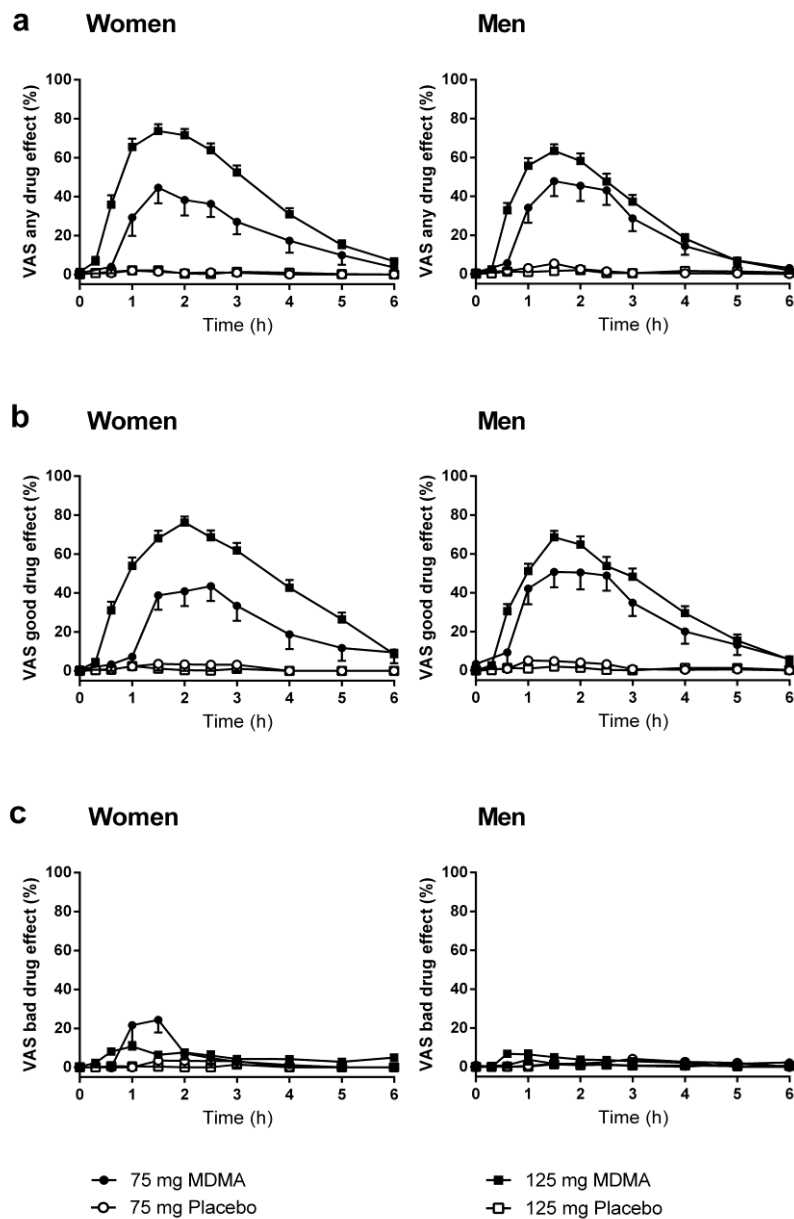 a
Women
Men
VAS any drug effect (%)
100
80
60
40
20
0
0 1 2 3 4 5 6
Time (h)
VAS any drug effect (%)
100
80
60
40
20
0
0 1 2 3 4 5 6
Time (h)
b
Women
Men
VAS good drug effect (%)
100
80
60
40
20
0
0 1 2 3 4 5 6
Time (h)
VAS good drug effect (%)
100
80
60
40
20
0
0 1 2 3 4 5 6
Time (h)
c
Women
Men
VAS bad drug effect (%)
100
80
60
40
20
0
0 1 2 3 4 5 6
Time (h)
VAS bad drug effect (%)
100
80
60
40
20
0
0 1 2 3 4 5 6
Time (h)
75 mg MDMA
75 mg Placebo
125 mg MDMA
125 mg Placebo